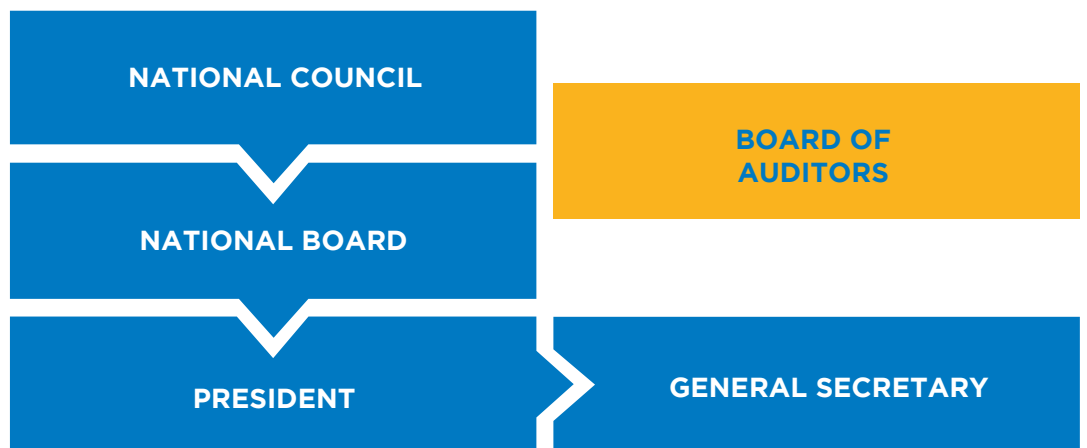 NATIONAL COUNCIL
BOARD OF
AUDITORS
NATIONAL BOARD
PRESIDENT
GENERAL SECRETARY